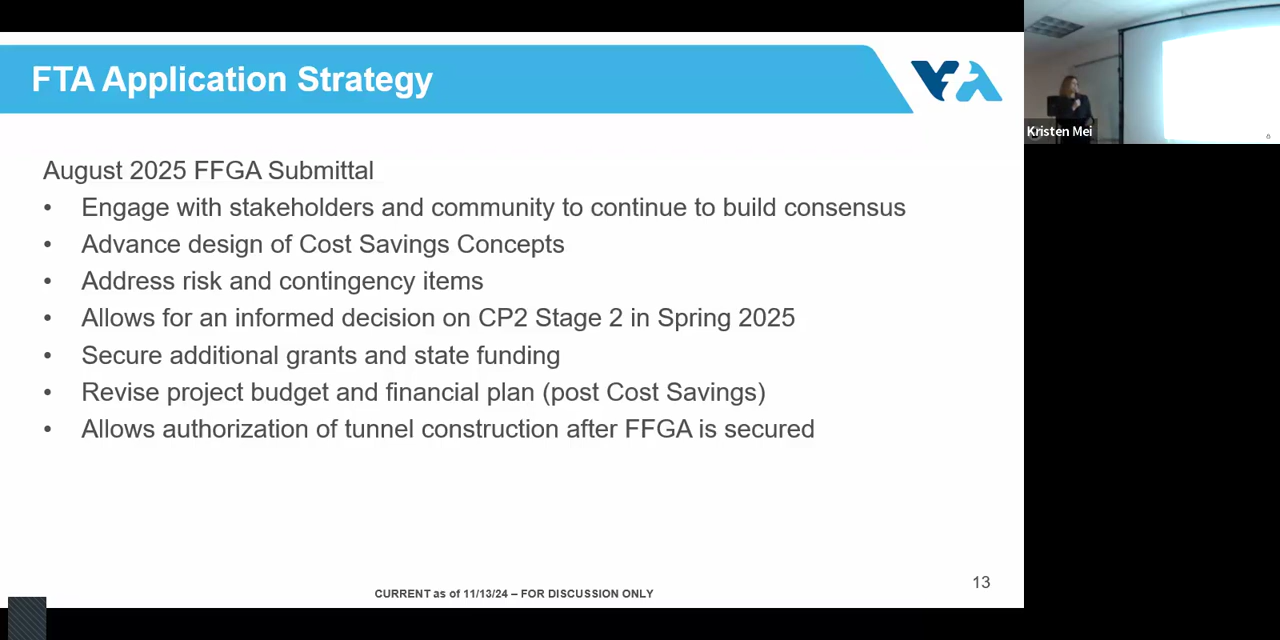 FTA Application Strategy
VTA
August 2025 FFGA Submittal
• Engage with stakeholders and community to continue to build consensus
• Advance design of Cost Savings Concepts
• Address risk and contingency items
• Allows for an informed decision on CP2 Stage 2 in Spring 2025
• Secure additional grants and state funding
• Revise project budget and financial plan (post Cost Savings)
• Allows authorization of tunnel construction after FFGA is secured
CURRENT as of 11/13/24 – FOR DISCUSSION ONLY
13
Kristen Mei